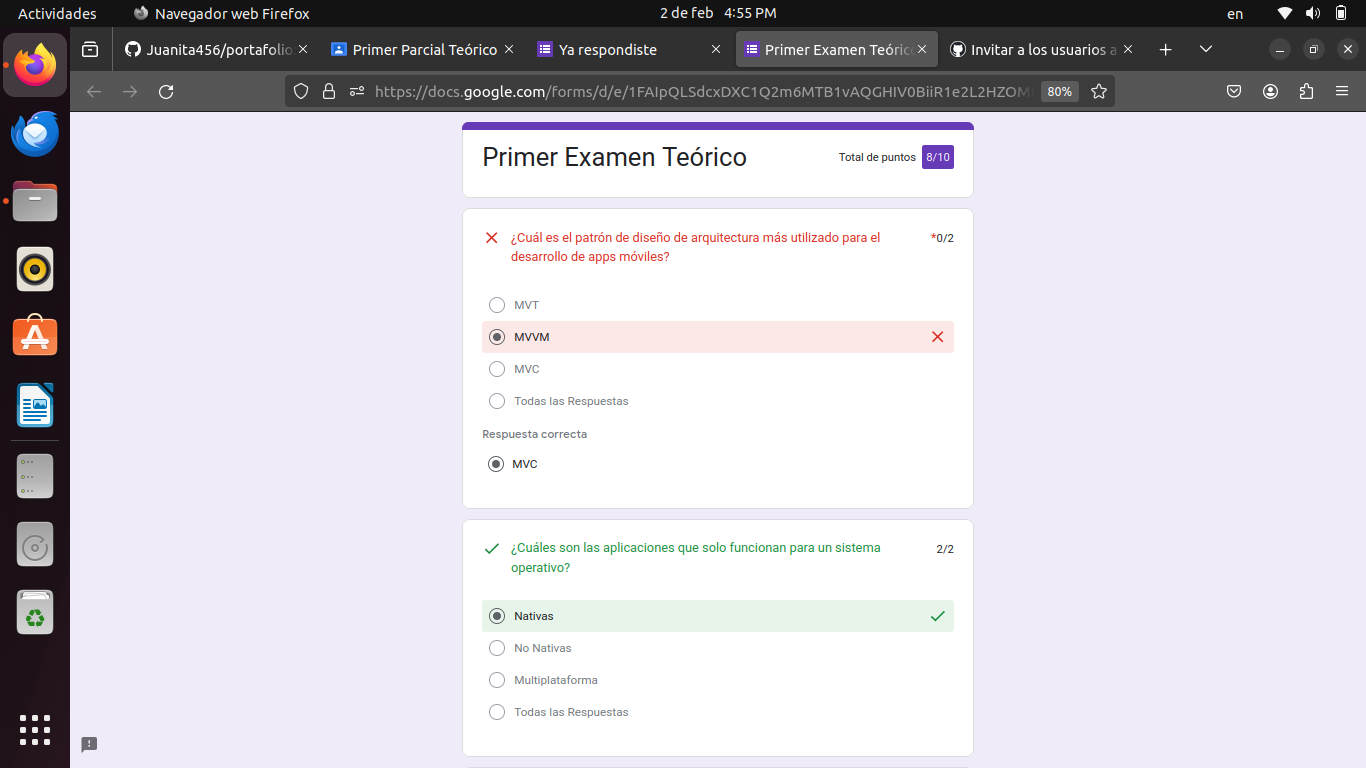 Actividades
Navegador web Firefox
2 de feb 4:55 PM
en
Juanita456/portafolio
Primer Parcial Teórico
Ya respondiste
Primer Examen Teórico
Invitar a los usuarios a
https://docs.google.com/forms/d/e/1FAIpQLSdcxDXC1Q2m6MTB1vAQGHIV0BiiR1e2L2HZOM
80%
Primer Examen Teórico
Total de puntos 8/10
¿Cuál es el patrón de diseño de arquitectura más utilizado para el
desarrollo de apps móviles?
*0/2
MVT
MVVM
MVC
Todas las Respuestas
Respuesta correcta
MVC
¿Cuáles son las aplicaciones que solo funcionan para un sistema
operativo?
2/2
Nativas
No Nativas
Multiplataforma
Todas las Respuestas